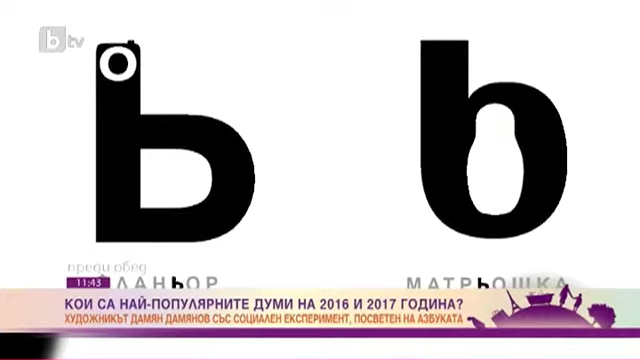 btv
Ь Ь
преди обед
11:43
МАТРЬОШКА
КОИ СА НАЙ-ПОПУЛЯРНИТЕ ДУМИ НА 2016 И 2017 ГОДИНА?
ХУДОЖНИКЪТ ДАМЯН ДАМЯНОВ СЪС СОЦИАЛЕН ЕКСПЕРИМЕНТ, ПОСВЕТЕН НА АЗБУКАТА